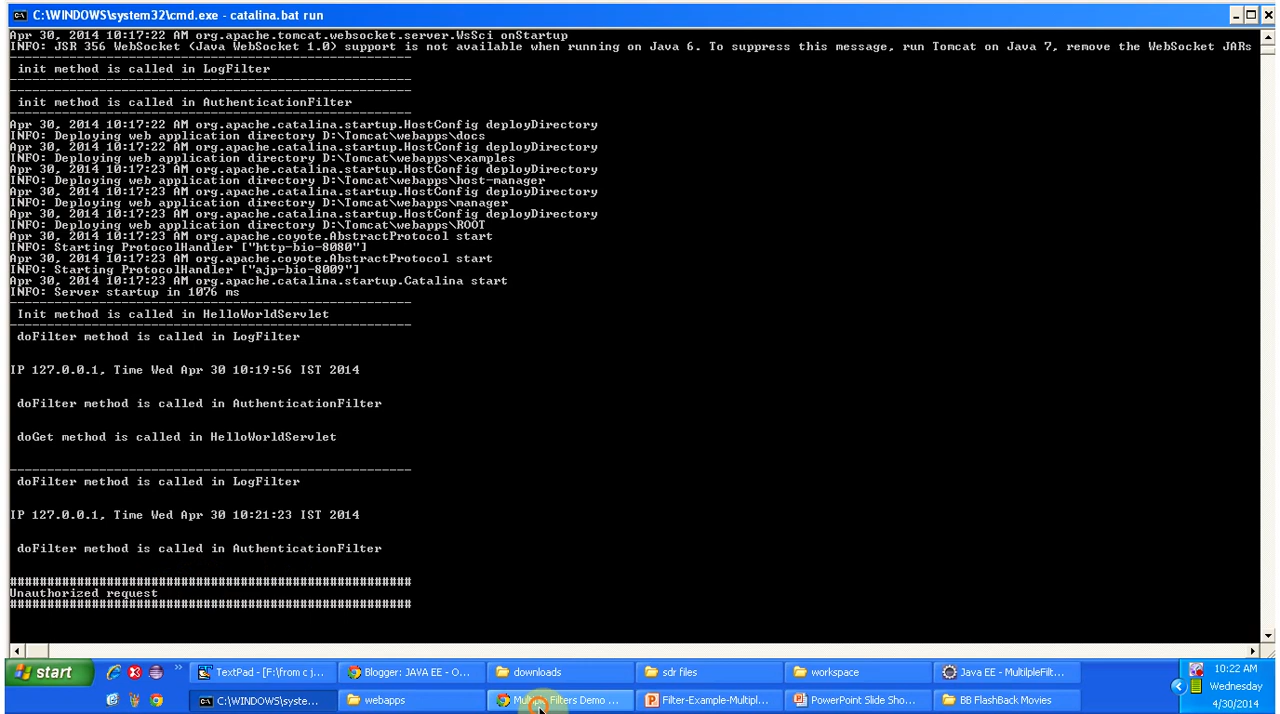 C:\WINDOWS\system32\cmd.exe - catalina.bat run
Apr 30, 2014 10:17:22 AM org.apache.tomcat.websocket.server.WsSci onStartup
INFO: JSR 356 WebSocket (Java WebSocket 1.0) support is not available when running on Java 6. To suppress this message, run Tomcat on Java 7, remove the WebSocket JARs
------------------------------------------------------
init method is called in LogFilter
------------------------------------------------------
------------------------------------------------------
init method is called in AuthenticationFilter
------------------------------------------------------
Apr 30, 2014 10:17:22 AM org.apache.catalina.startup.HostConfig deployDirectory
INFO: Deploying web application directory D:\Tomcat\webapps\docs
Apr 30, 2014 10:17:22 AM org.apache.catalina.startup.HostConfig deployDirectory
INFO: Deploying web application directory D:\Tomcat\webapps\examples
Apr 30, 2014 10:17:23 AM org.apache.catalina.startup.HostConfig deployDirectory
INFO: Deploying web application directory D:\Tomcat\webapps\host-manager
Apr 30, 2014 10:17:23 AM org.apache.catalina.startup.HostConfig deployDirectory
INFO: Deploying web application directory D:\Tomcat\webapps\manager
Apr 30, 2014 10:17:23 AM org.apache.catalina.startup.HostConfig deployDirectory
INFO: Deploying web application directory D:\Tomcat\webapps\ROOT
Apr 30, 2014 10:17:23 AM org.apache.coyote.AbstractProtocol start
INFO: Starting ProtocolHandler ["http-bio-8080"]
Apr 30, 2014 10:17:23 AM org.apache.coyote.AbstractProtocol start
INFO: Starting ProtocolHandler ["ajp-bio-8009"]
Apr 30, 2014 10:17:23 AM org.apache.catalina.startup.Catalina start
INFO: Server startup in 1076 ms
------------------------------------------------------
Init method is called in HelloWorldServlet
------------------------------------------------------
doFilter method is called in LogFilter
IP 127.0.0.1, Time Wed Apr 30 10:19:56 IST 2014
doFilter method is called in AuthenticationFilter
doGet method is called in HelloWorldServlet
------------------------------------------------------
doFilter method is called in LogFilter
IP 127.0.0.1, Time Wed Apr 30 10:21:23 IST 2014
doFilter method is called in AuthenticationFilter
######################################################
Unauthorized request
######################################################
start
TextPad - [F:\from c j...
Blogger: JAVA EE - O...
downloads
sdr files
workspace
Java EE - MultilpleFilt...
10:22 AM
C:\WINDOWS\syste...
webapps
Multiple Filters Demo ...
Filter-Example-Multipl...
PowerPoint Slide Sho...
BB FlashBack Movies
Wednesday
4/30/2014